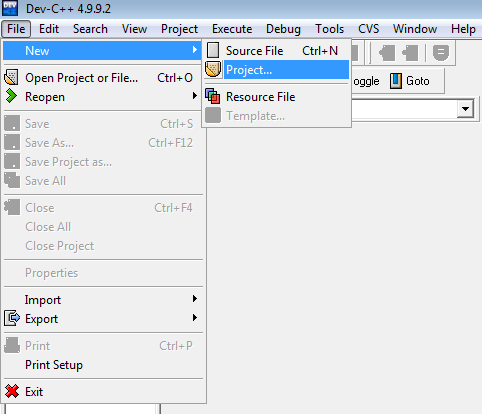 DEV
Dev-C++ 4.9.9.2
File Edit Search View Project Execute Debug Tools CVS Window Help
New
Source File Ctrl+N
Project...
Resource File
Template...
oggle Goto
Open Project or File... Ctrl+O
Reopen
Save Ctrl+S
Save As... Ctrl+F12
Save Project as...
Save All
Close Ctrl+F4
Close All
Close Project
Properties
Import
Export
Print Ctrl+P
Print Setup
Exit